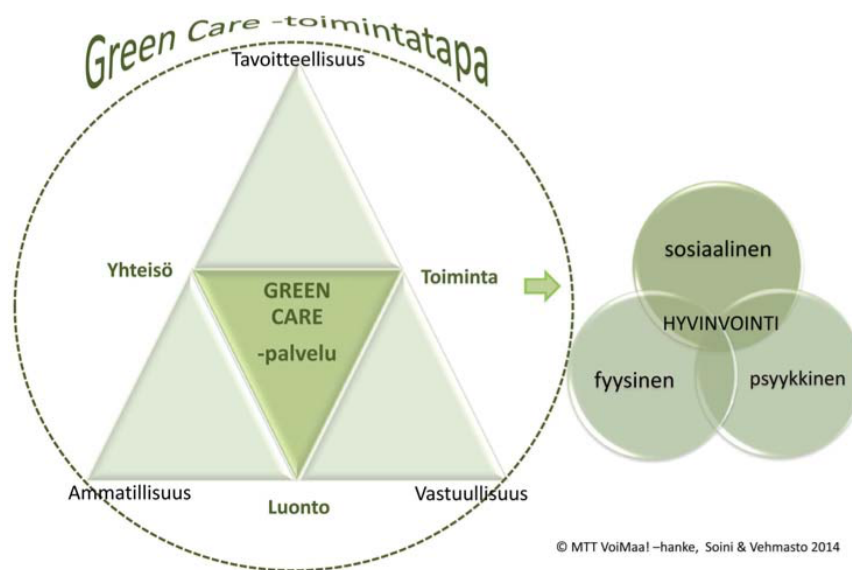 Green Care -toimintatapa
Tavoitteellisuus
Yhteisö
Toiminta
GREEN
CARE
-palvelu
Ammatillisuus
Luonto
Vastuullisuus
sosiaalinen
HYVINVOINTI
fyysinen
psyykkinen
© MTT VoiMaa! –hanke, Soini & Vehmasto 2014